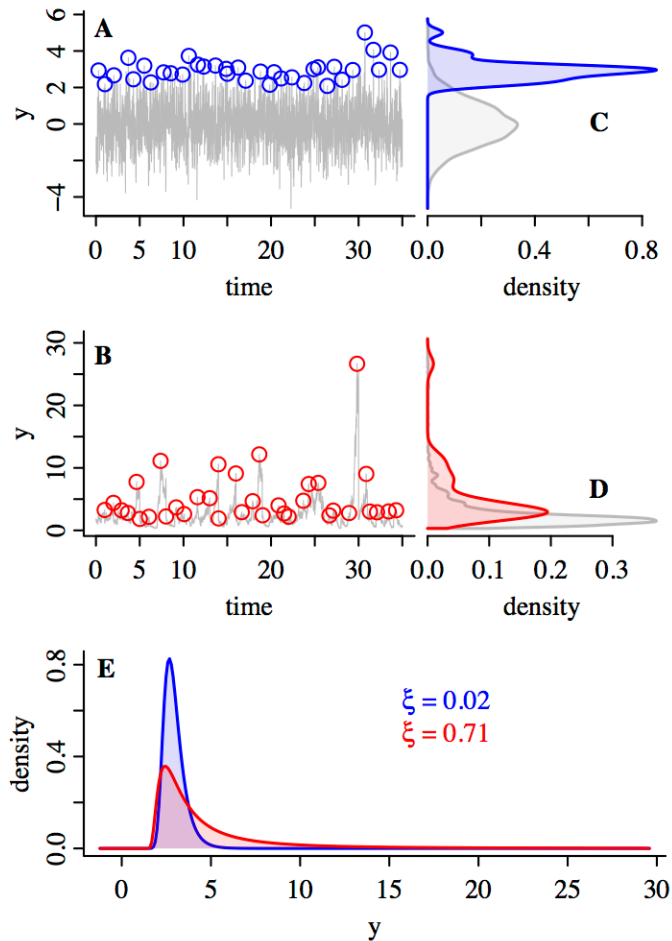 A
y
−4 0 2 4 6
0 5 10 15 20 30
time
C
0.0 0.4 0.8
density
B
y
0 10 20 30
0 5 10 20 30
time
D
0.0 0.1 0.2 0.3
density
E
density
0.0 0.4 0.8
ξ = 0.02
ξ = 0.71
0 5 10 15 20 25 30
y